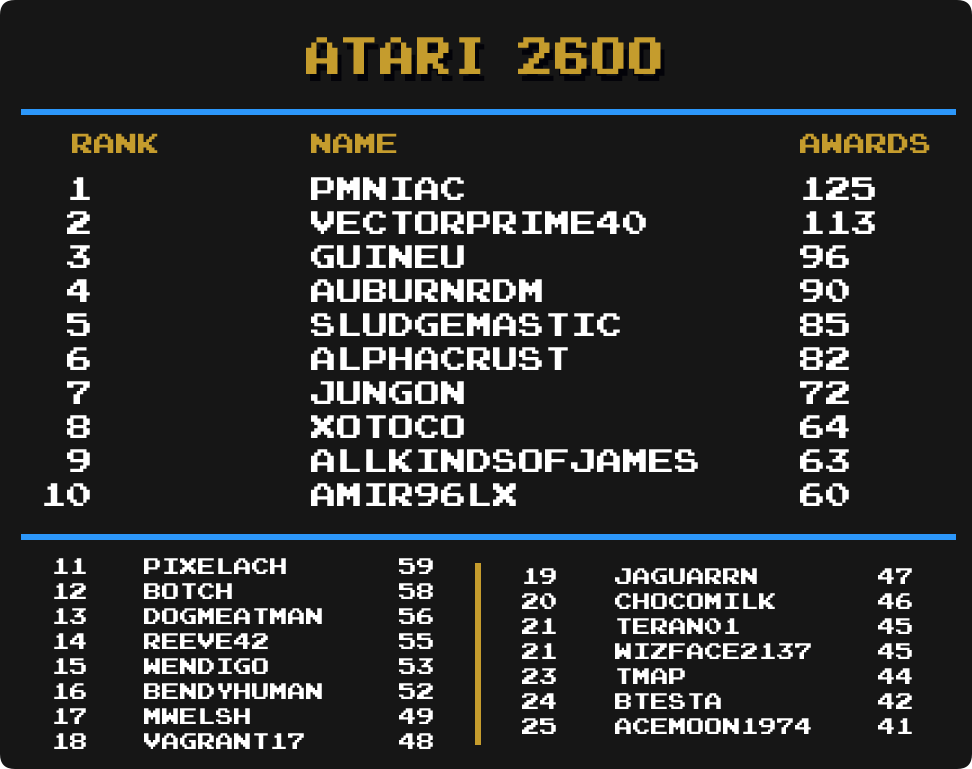 ATARI 2600
RANK NAME AWARDS
1 PMNIAC 125
2 VECTORPRIME40 113
3 GUINEU 96
4 AUBURNRDM 90
5 SLUDGEMASTIC 85
6 ALPHACRUST 82
7 JUNGON 72
8 XOTOCO 64
9 ALLKINDSOFJAMES 63
10 AMIR96LX 60
11 PIXELACH 59
12 BOTCH 58
13 DOGMEATMAN 56
14 REEVE42 55
15 WENDIGO 53
16 BENDYHUMAN 52
17 MWELSH 49
18 VAGRANT17 48
19 JAGUARRN 47
20 CHOCOMILK 46
21 TERAN01 45
21 WIZFACE2137 45
23 TMAP 44
24 BTESTA 42
25 ACEMOON1974 41